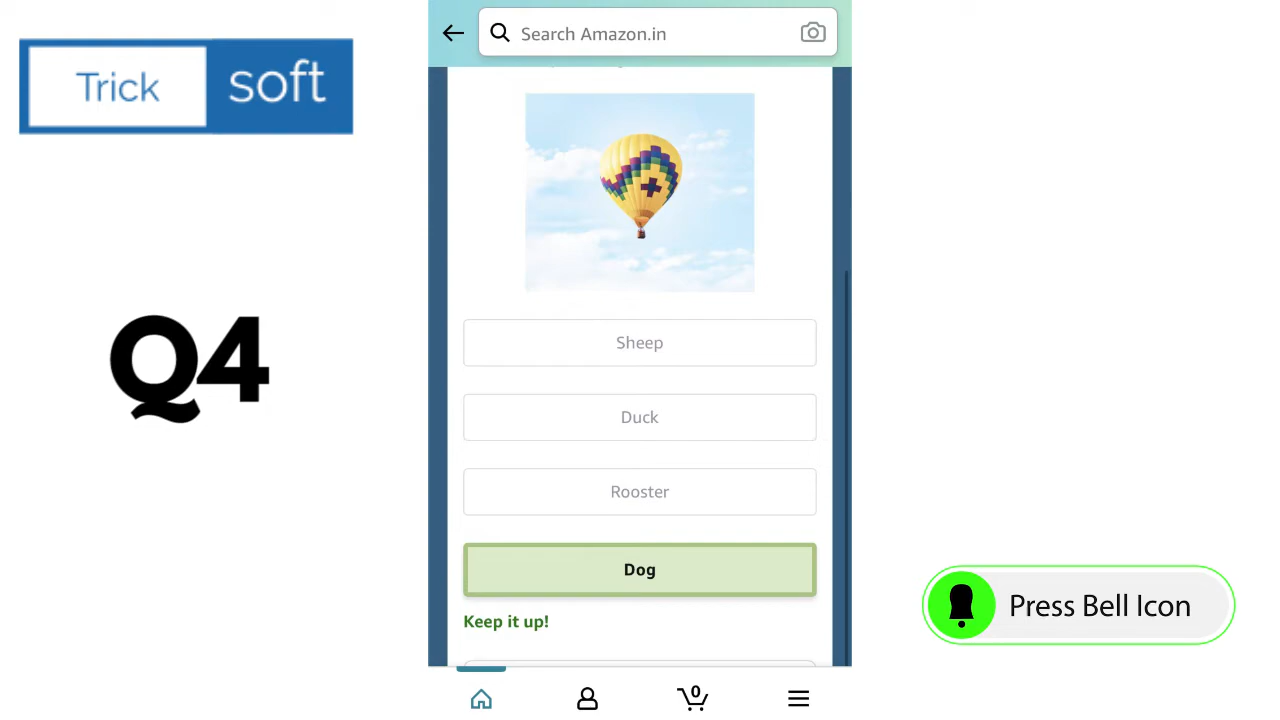 Trick soft
Search Amazon.in
Q4
Sheep
Duck
Rooster
Dog
Keep it up!
Press Bell Icon
0